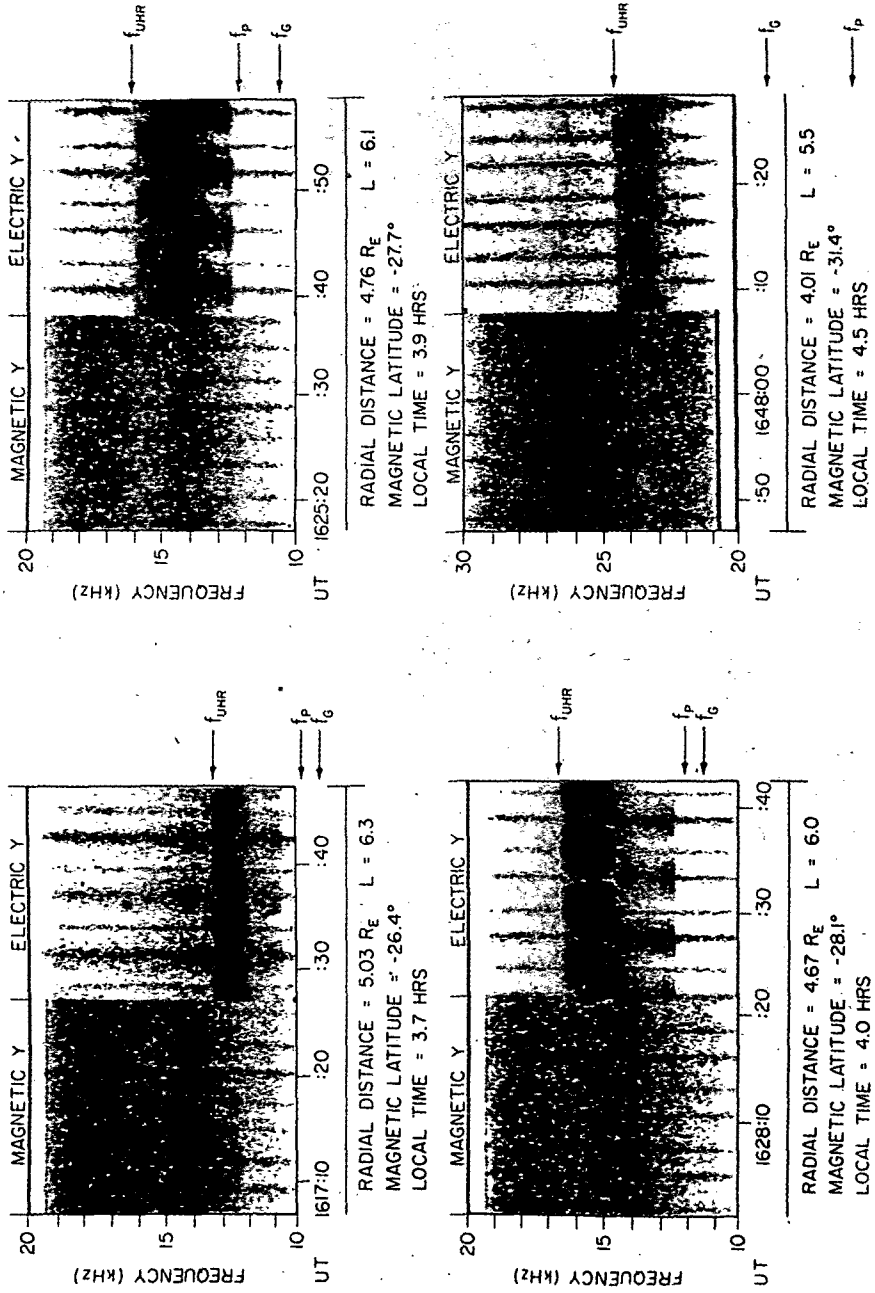 MAGNETIC Y ELECTRIC Y
20
15
10
FREQUENCY (kHz)
f_UHR
f_P
f_G
UT 1617:10 :20 :30 :40
RADIAL DISTANCE = 5.03 R_E L = 6.3
MAGNETIC LATITUDE = -26.4°
LOCAL TIME = 3.7 HRS
MAGNETIC Y ELECTRIC Y
20
15
10
FREQUENCY (kHz)
f_UHR
f_P
f_G
UT 1625:20 :30 :40 :50
RADIAL DISTANCE = 4.76 R_E L = 6.1
MAGNETIC LATITUDE = -27.7°
LOCAL TIME = 3.9 HRS
MAGNETIC Y ELECTRIC Y
20
15
10
FREQUENCY (kHz)
f_UHR
f_P
f_G
UT 1628:10 :20 :30 :40
RADIAL DISTANCE = 4.67 R_E L = 6.0
MAGNETIC LATITUDE = -28.1°
LOCAL TIME = 4.0 HRS
MAGNETIC Y ELECTRIC Y
30
25
20
FREQUENCY (kHz)
f_UHR
f_G
f_P
UT :50 1648:00 :10 :20
RADIAL DISTANCE = 4.01 R_E L = 5.5
MAGNETIC LATITUDE = -31.4°
LOCAL TIME = 4.5 HRS